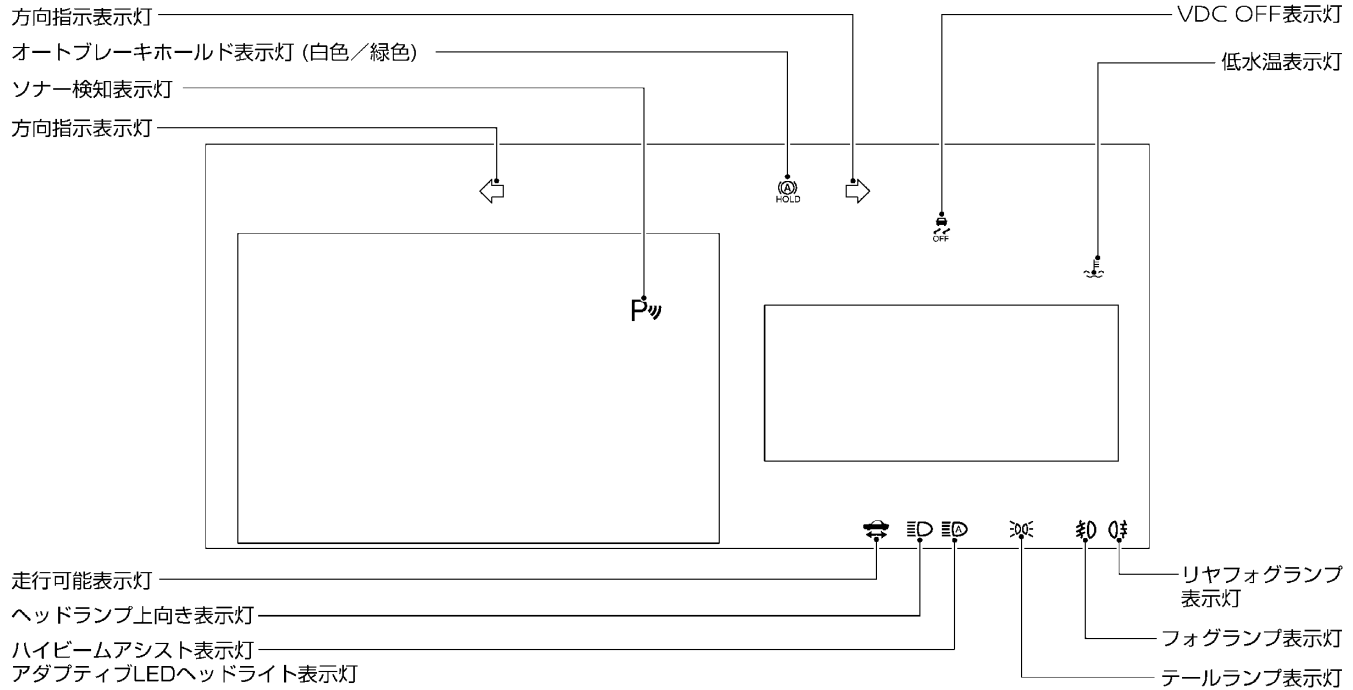 方向指示表示灯
オートブレーキホールド表示灯 (白色／緑色)
ソナー検知表示灯
方向指示表示灯
VDC OFF表示灯
低水温表示灯
A
HOLD
OFF
P
A
走行可能表示灯
ヘッドランプ上向き表示灯
ハイビームアシスト表示灯
アダプティブLEDヘッドライト表示灯
リヤフォグランプ
表示灯
フォグランプ表示灯
テールランプ表示灯